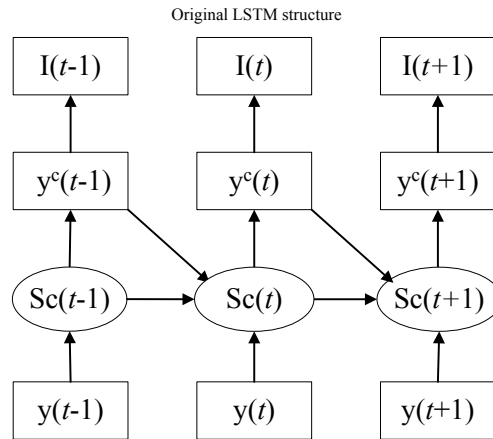 Original LSTM structure
I(t-1) I(t) I(t+1)
yᶜ(t-1) yᶜ(t) yᶜ(t+1)
Sc(t-1) Sc(t) Sc(t+1)
y(t-1) y(t) y(t+1)